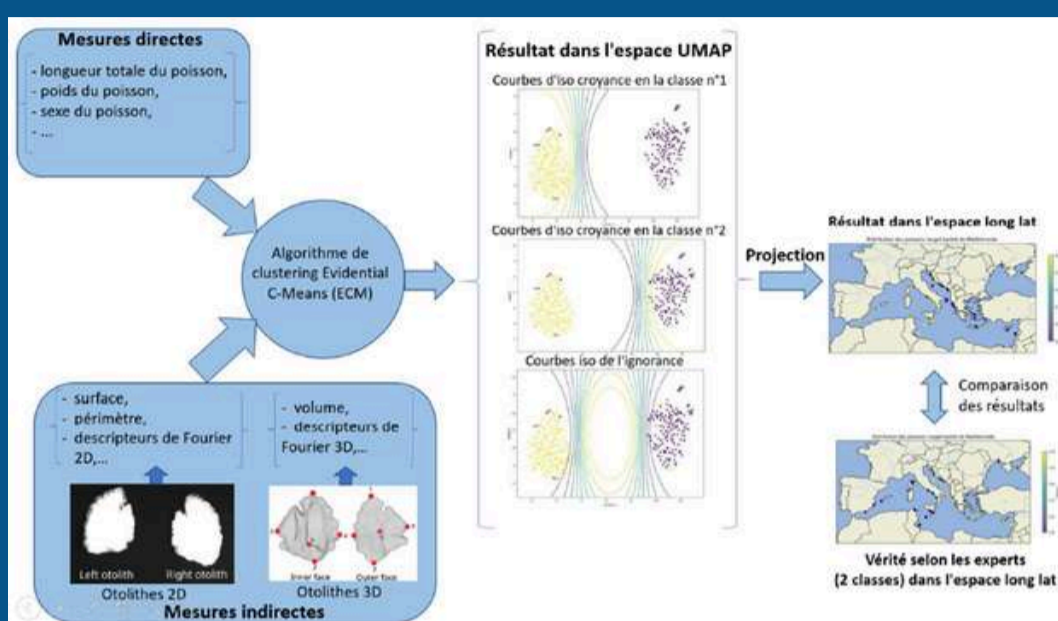 Mesures directes
- longueur totale du poisson,
- poids du poisson,
- sexe du poisson,
- ...
Algorithme de
clustering Evidential
C-Means (ECM)
- surface,
- périmètre,
- descripteurs de Fourier
2D,...
- volume,
- descripteurs de
Fourier 3D,...
Left otolith
Right otolith
Inner face
Outer face
Otolithes 2D
Otolithes 3D
Mesures indirectes
Résultat dans l'espace UMAP
Courbes d'iso croyance en la classe n°1
Courbes d'iso croyance en la classe n°2
Courbes iso de l'ignorance
Projection
Résultat dans l'espace long lat
Comparaison
des résultats
Vérité selon les experts
(2 classes) dans l'espace long lat